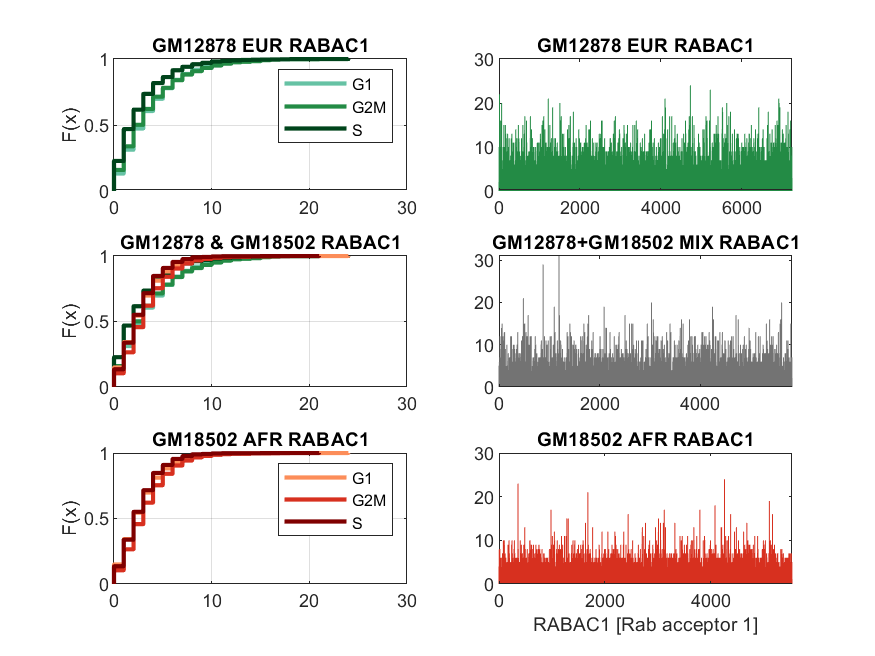 GM12878 EUR RABAC1
1
0.5
0
F(x)
0 10 20 30
G1
G2M
S
GM12878 EUR RABAC1
30
20
10
0
0 2000 4000 6000
GM12878 & GM18502 RABAC1
1
0.5
0
F(x)
0 10 20 30
GM12878+GM18502 MIX RABAC1
30
20
10
0
0 2000 4000
GM18502 AFR RABAC1
1
0.5
0
F(x)
0 10 20 30
G1
G2M
S
GM18502 AFR RABAC1
30
20
10
0
0 2000 4000
RABAC1 [Rab acceptor 1]